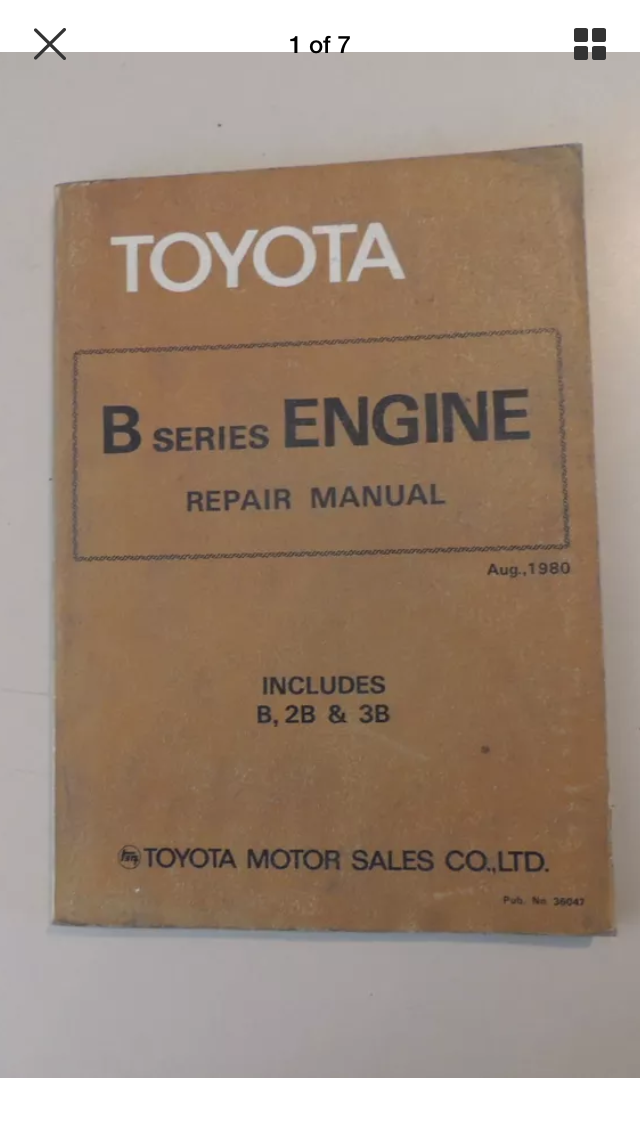 1 of 7
TOYOTA
B SERIES ENGINE
REPAIR MANUAL
Aug.,1980
INCLUDES
B, 2B & 3B
TOYOTA MOTOR SALES CO.,LTD.
Pub. No. 36047